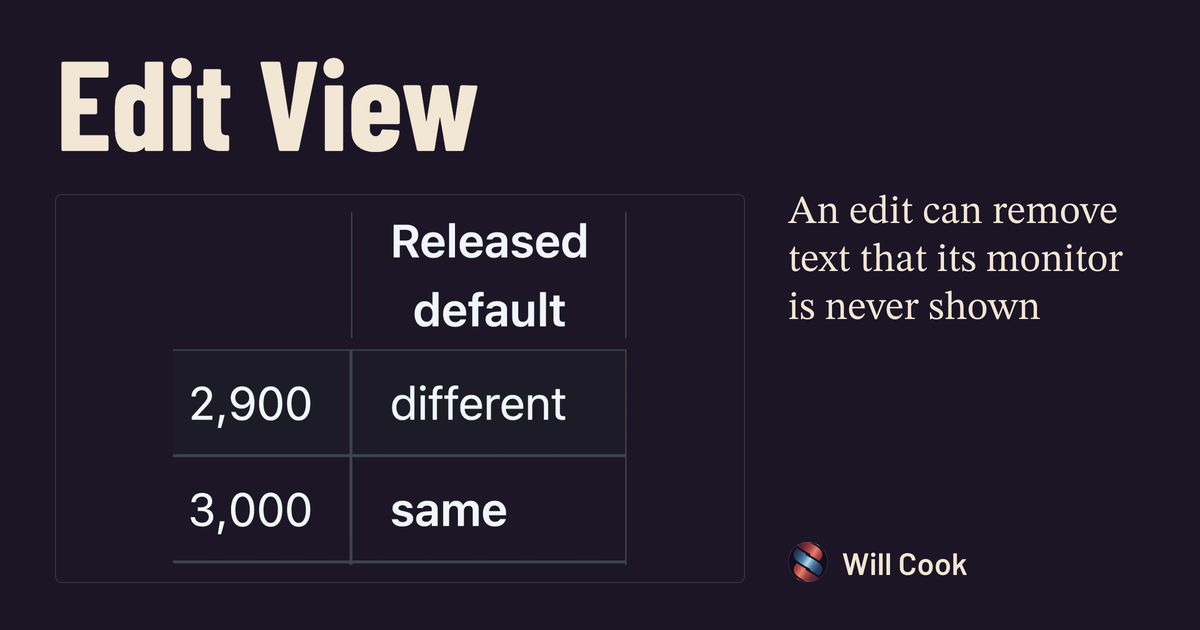 Edit View
Released
default
2,900 different
3,000 same
An edit can remove
text that its monitor
is never shown
Will Cook